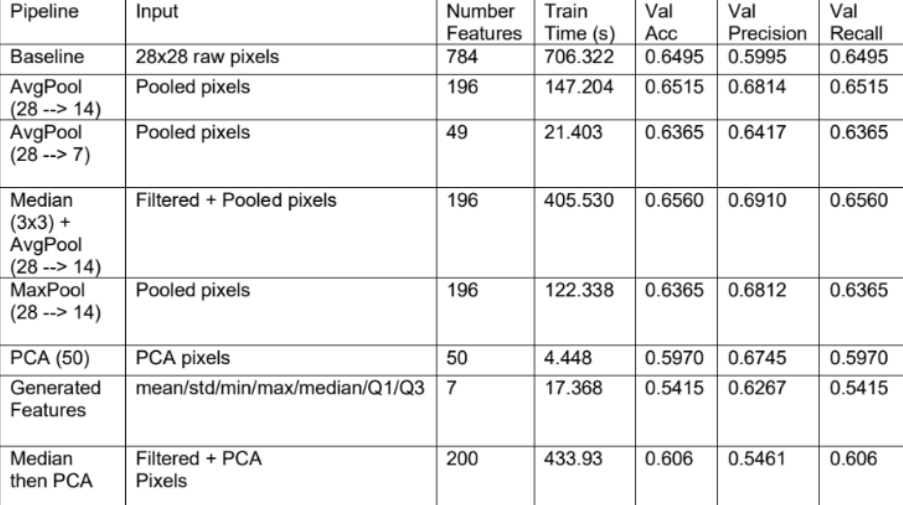 Pipeline Input Number Features Train Time (s) Val Acc Val Precision Val Recall
Baseline 28x28 raw pixels 784 706.322 0.6495 0.5995 0.6495
AvgPool (28 --> 14) Pooled pixels 196 147.204 0.6515 0.6814 0.6515
AvgPool (28 --> 7) Pooled pixels 49 21.403 0.6365 0.6417 0.6365
Median (3x3) + AvgPool (28 --> 14) Filtered + Pooled pixels 196 405.530 0.6560 0.6910 0.6560
MaxPool (28 --> 14) Pooled pixels 196 122.338 0.6365 0.6812 0.6365
PCA (50) PCA pixels 50 4.448 0.5970 0.6745 0.5970
Generated Features mean/std/min/max/median/Q1/Q3 7 17.368 0.5415 0.6267 0.5415
Median then PCA Filtered + PCA Pixels 200 433.93 0.606 0.5461 0.606